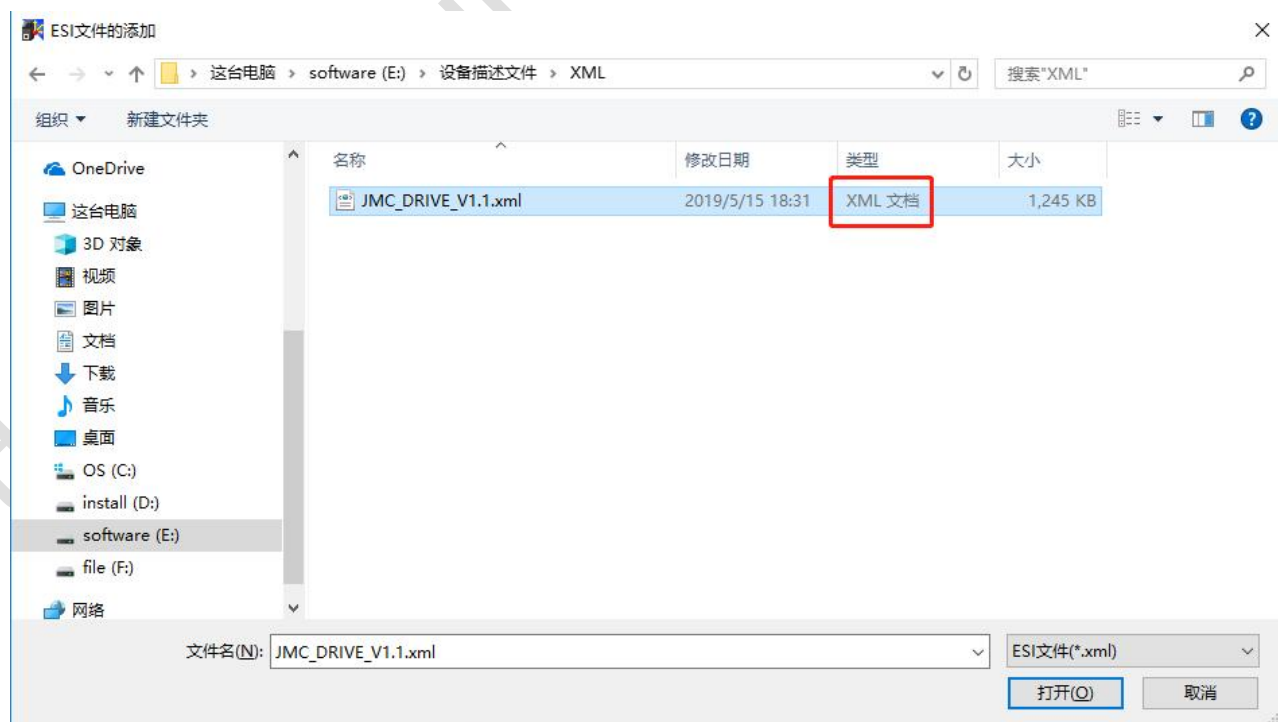 ESI文件的添加
这台电脑 › software (E:) › 设备描述文件 › XML
搜索"XML"
组织 新建文件夹
名称 修改日期 类型 大小
JMC_DRIVE_V1.1.xml 2019/5/15 18:31 XML 文档 1,245 KB
OneDrive
这台电脑
3D 对象
视频
图片
文档
下载
音乐
桌面
OS (C:)
install (D:)
software (E:)
file (F:)
网络
文件名(N): JMC_DRIVE_V1.1.xml ESI文件(*.xml)
打开(O) 取消